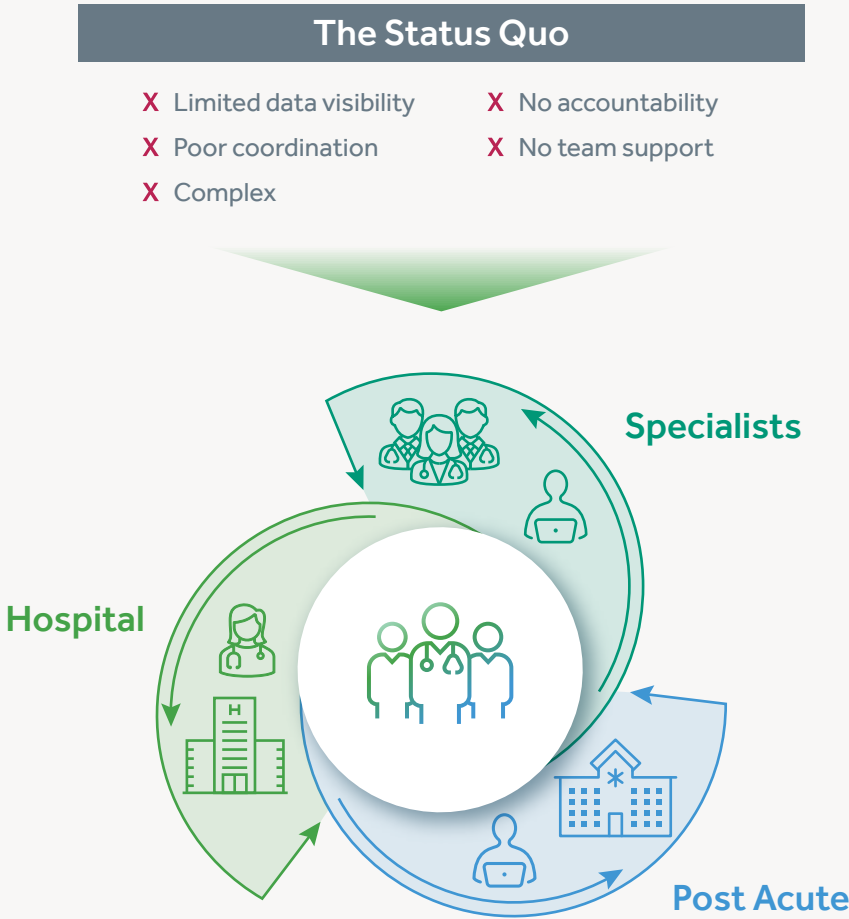 The Status Quo
X Limited data visibility
X Poor coordination
X Complex
X No accountability
X No team support
Specialists
Hospital
H
Post Acute